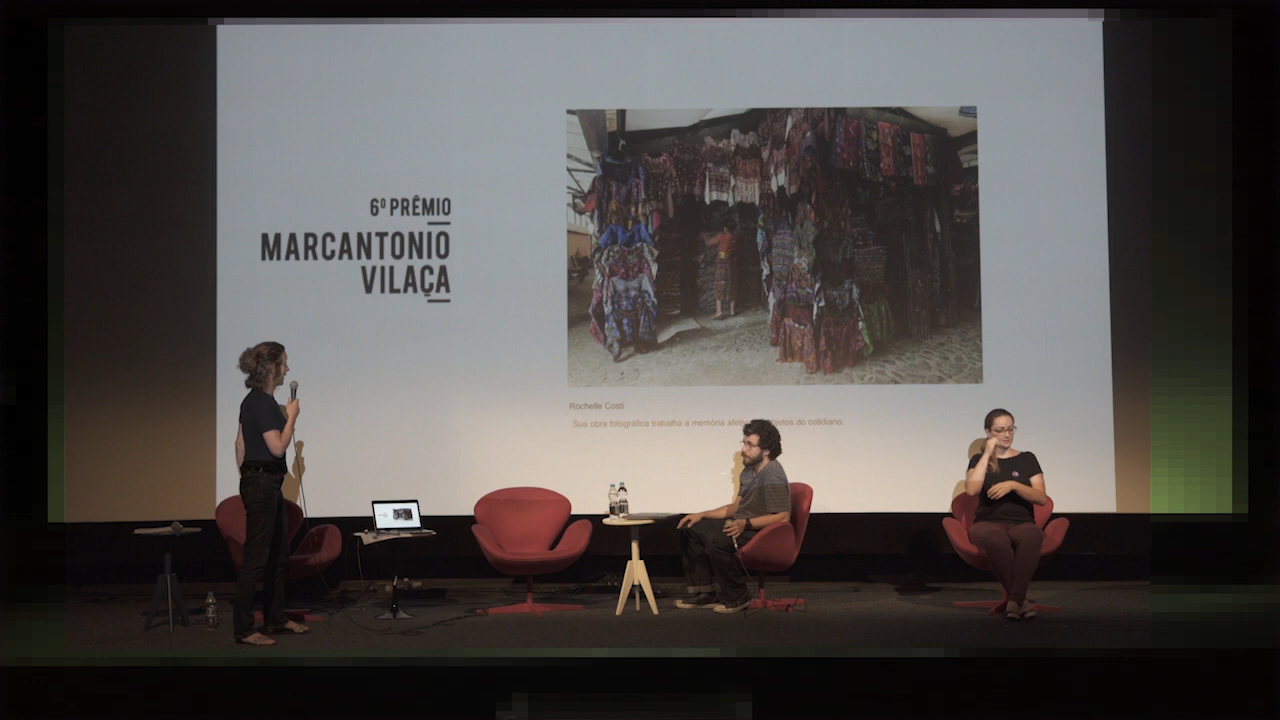 6º PRÊMIO
MARCANTONIO
VILAÇA
Rochelle Costi
Sua obra fotográfica trabalha a memória do cotidiano